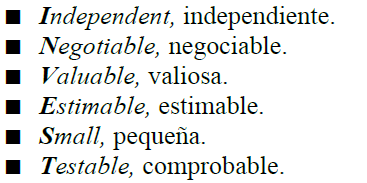 ■ Independent, independiente.
■ Negotiable, negociable.
■ Valuable, valiosa.
■ Estimable, estimable.
■ Small, pequeña.
■ Testable, comprobable.